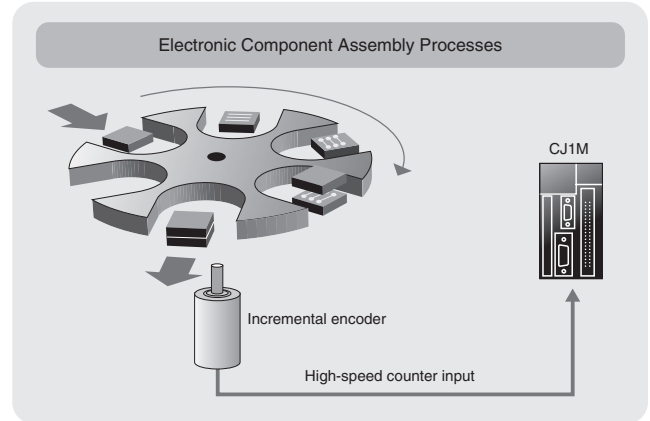 Electronic Component Assembly Processes
CJ1M
Incremental encoder
High-speed counter input